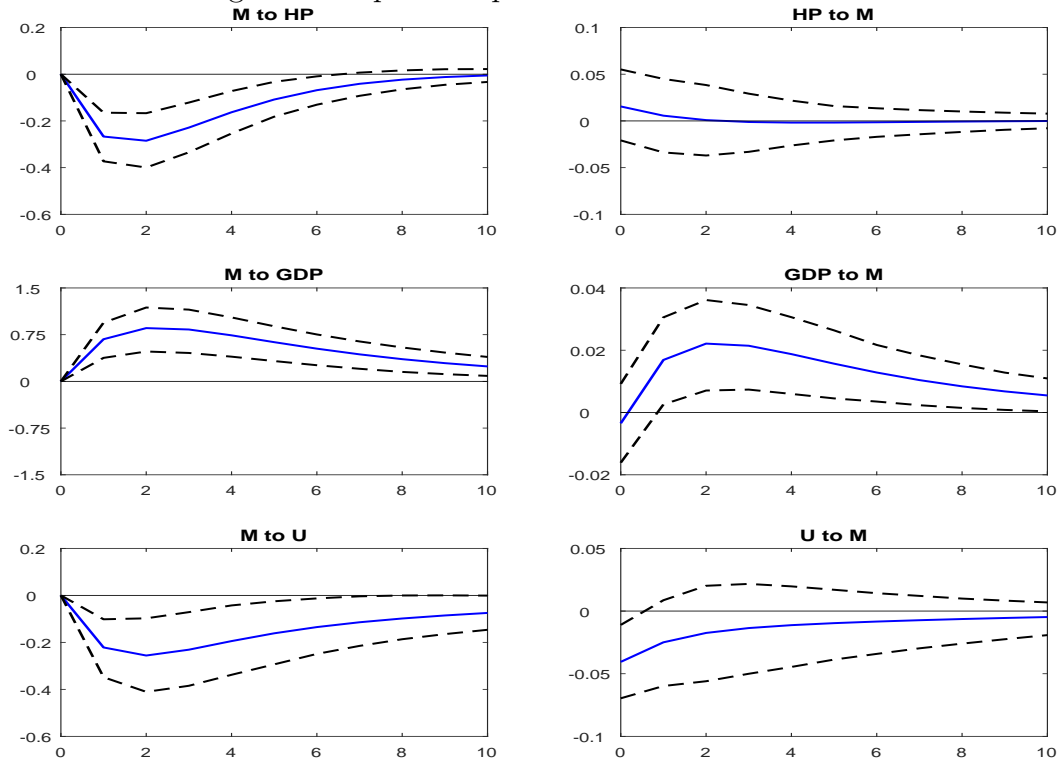 M to HP
0.2
0
-0.2
-0.4
-0.6
0 2 4 6 8 10
HP to M
0.1
0.05
0
-0.05
-0.1
0 2 4 6 8 10
M to GDP
1.5
0.75
0
-0.75
-1.5
0 2 4 6 8 10
GDP to M
0.04
0.02
0
-0.02
0 2 4 6 8 10
M to U
0.2
0
-0.2
-0.4
-0.6
0 2 4 6 8 10
U to M
0.05
0
-0.05
-0.1
0 2 4 6 8 10